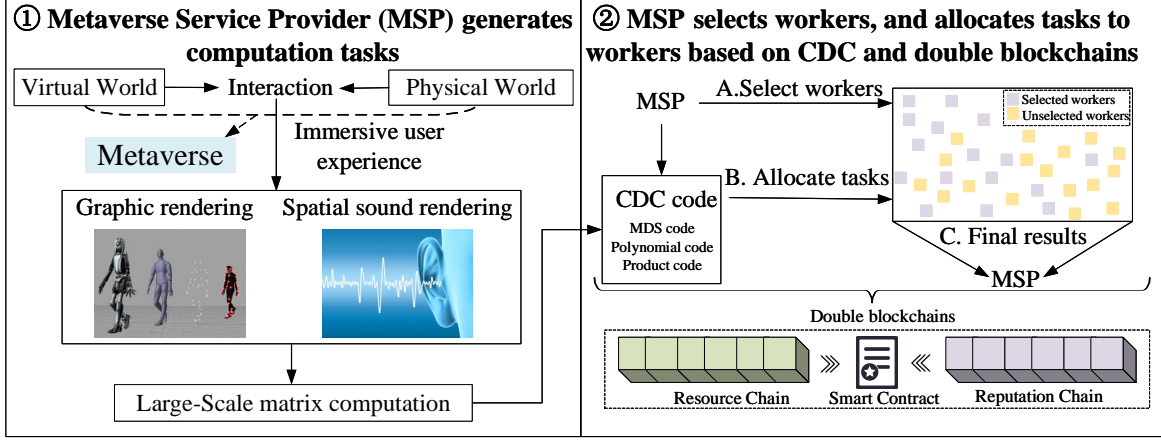 ① Metaverse Service Provider (MSP) generates
computation tasks
Virtual World
Interaction
Physical World
Immersive user
experience
Metaverse
Graphic rendering
Spatial sound rendering
Large-Scale matrix computation
② MSP selects workers, and allocates tasks to
workers based on CDC and double blockchains
MSP
A.Select workers
Selected workers
Unselected workers
B. Allocate tasks
CDC code
MDS code
Polynomial code
Product code
C. Final results
MSP
Double blockchains
Resource Chain
Smart Contract
Reputation Chain